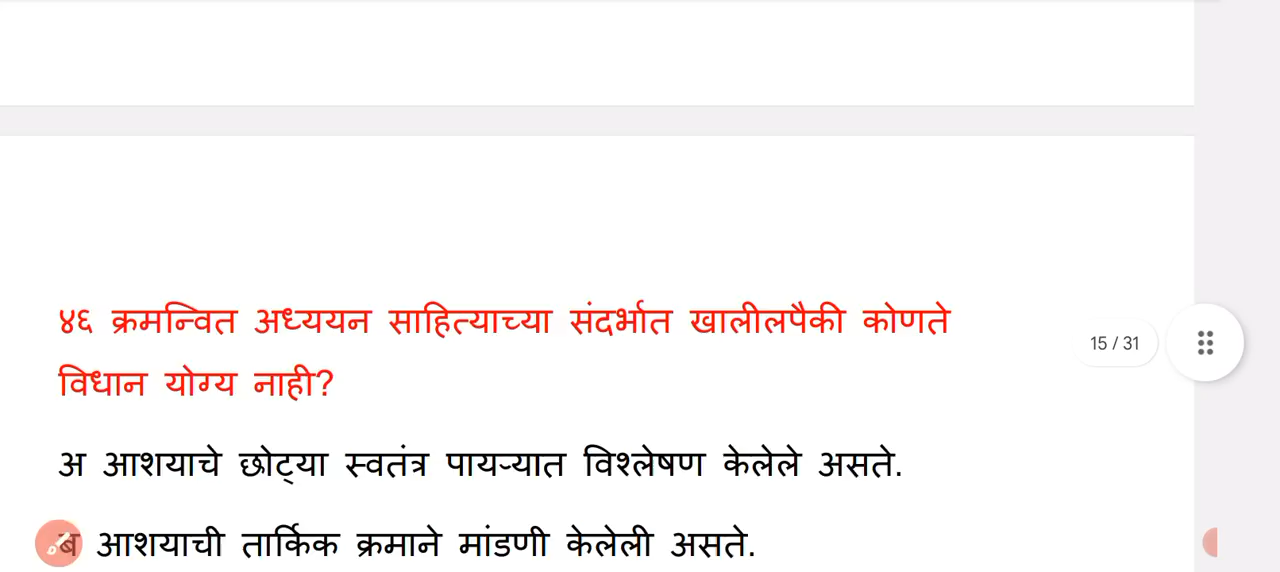 ४६ क्रमन्वित अध्ययन साहित्याच्या संदर्भात खालीलपैकी कोणते
15 / 31
विधान योग्य नाही?
अ आशयाचे छोट्या स्वतंत्र पायऱ्यात विश्लेषण केलेले असते.
ब आशयाची तार्किक क्रमाने मांडणी केलेली असते.